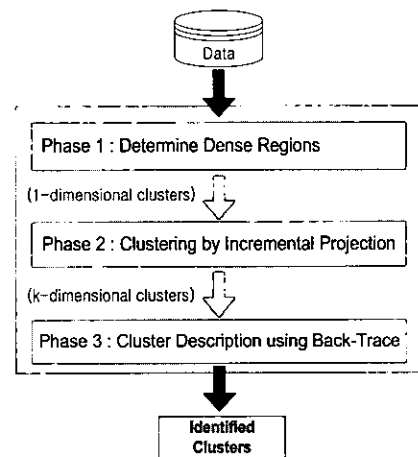 Data
Phase 1 : Determine Dense Regions
(1-dimensional clusters)
Phase 2 : Clustering by Incremental Projection
(k-dimensional clusters)
Phase 3 : Cluster Description using Back-Trace
Identified
Clusters